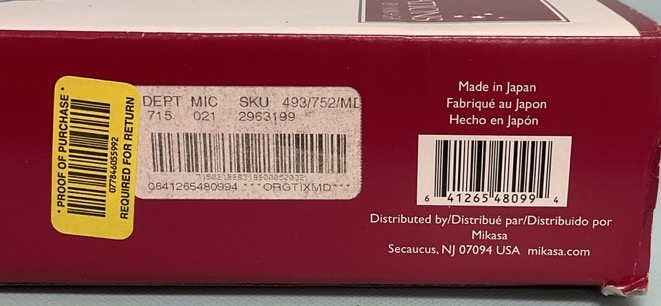 * PROOF OF PURCHASE *
077846055992
REQUIRED FOR RETURN
DEPT MIC SKU 493/752/MD
715 021 2963199
0641265480994 ***ORGTIXMD***
Made in Japan
Fabriqué au Japon
Hecho en Japón
6 41265 48099 4
Distributed by/Distribué par/Distribuido por
Mikasa
Secaucus, NJ 07094 USA mikasa.com